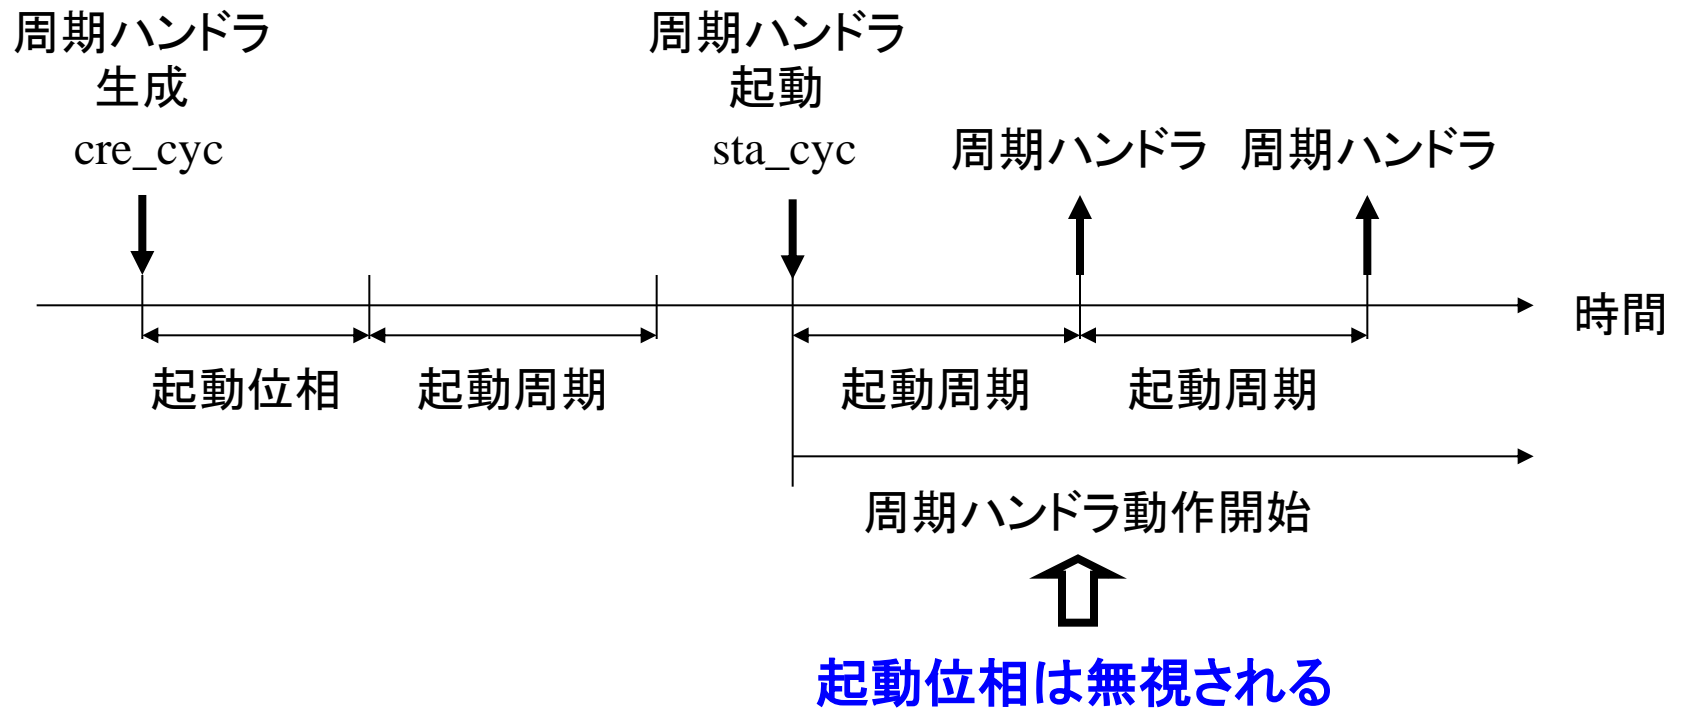 周期ハンドラ
生成
cre_cyc
周期ハンドラ
起動
sta_cyc
周期ハンドラ
周期ハンドラ
時間
起動位相
起動周期
起動周期
起動周期
周期ハンドラ動作開始
起動位相は無視される